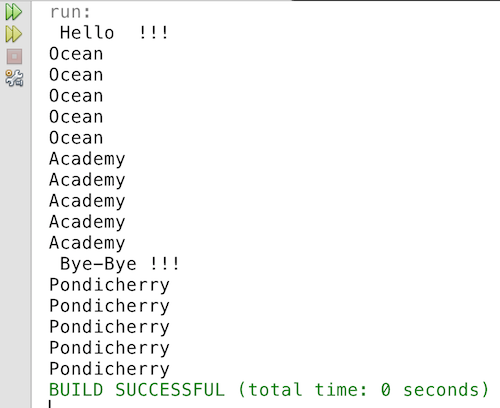 run:
Hello  !!!
Ocean
Ocean
Ocean
Ocean
Ocean
Academy
Academy
Academy
Academy
Academy
Bye-Bye !!!
Pondicherry
Pondicherry
Pondicherry
Pondicherry
Pondicherry
BUILD SUCCESSFUL (total time: 0 seconds)